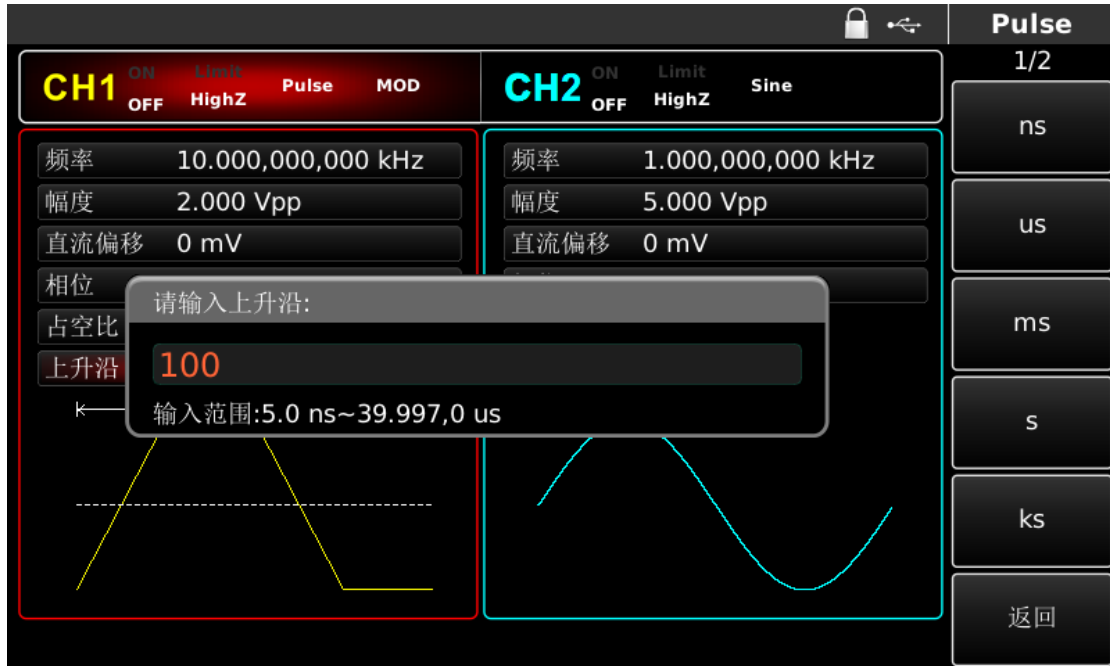 Pulse
1/2
CH1 ON OFF Limit HighZ Pulse MOD
CH2 ON OFF Limit HighZ Sine
频率 10.000,000,000 kHz
幅度 2.000 Vpp
直流偏移 0 mV
相位
占空比
上升沿
频率 1.000,000,000 kHz
幅度 5.000 Vpp
直流偏移 0 mV
请输入上升沿:
100
输入范围:5.0 ns~39.997,0 us
ns
us
ms
s
ks
返回